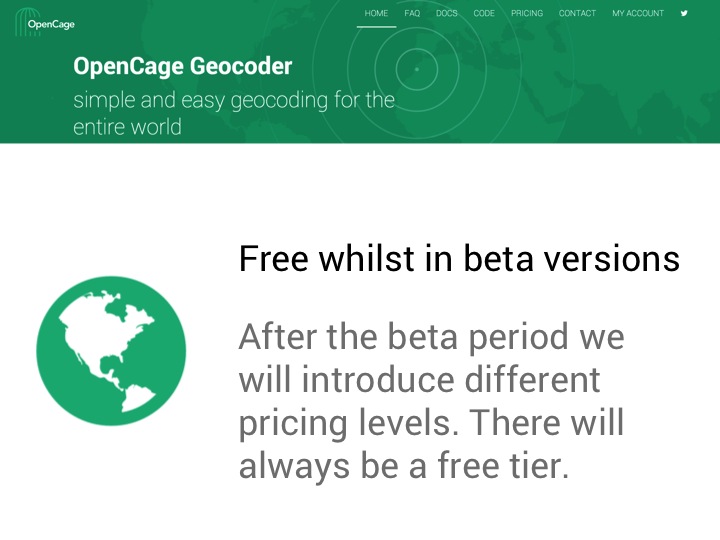 OpenCage
HOME FAQ DOCS CODE PRICING CONTACT MY ACCOUNT
OpenCage Geocoder
simple and easy geocoding for the
entire world
Free whilst in beta versions
After the beta period we
will introduce different
pricing levels. There will
always be a free tier.